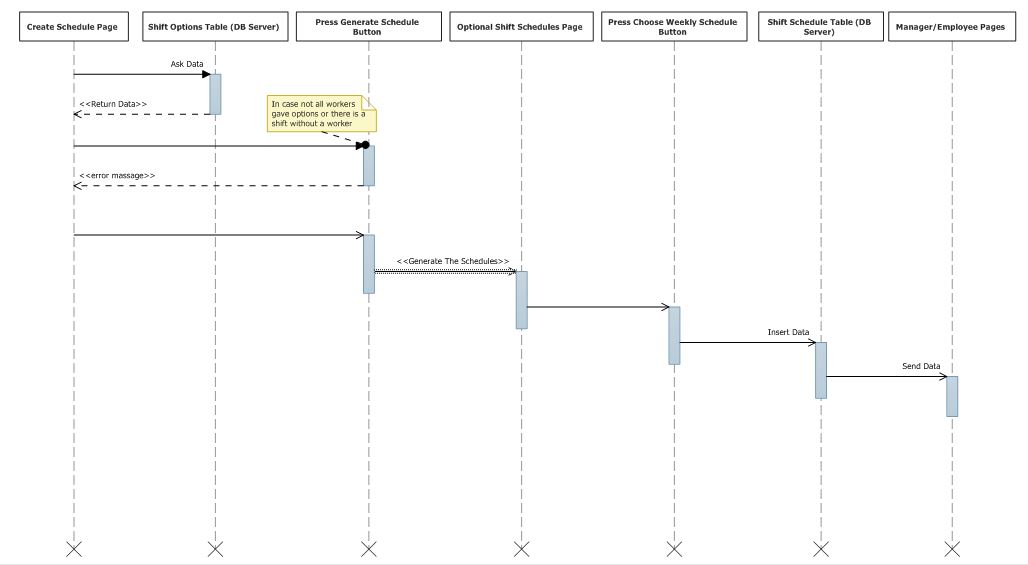 Create Schedule Page
Shift Options Table (DB Server)
Press Generate Schedule
Button
Optional Shift Schedules Page
Press Choose Weekly Schedule
Button
Shift Schedule Table (DB
Server)
Manager/Employee Pages
Ask Data
<<Return Data>>
In case not all workers
gave options or there is a
shift without a worker
<<error massage>>
<<Generate The Schedules>>
Insert Data
Send Data